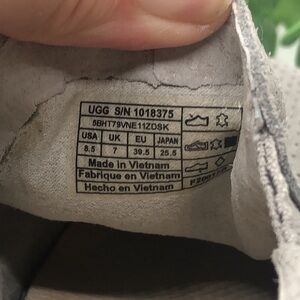 UGG S/N 1018375
5BHT79VNE11ZDSK
USA UK EU JAPAN
8.5 7 39.5 25.5
Made in Vietnam
Fabrique en Vietnam
Hecho en Vietnam